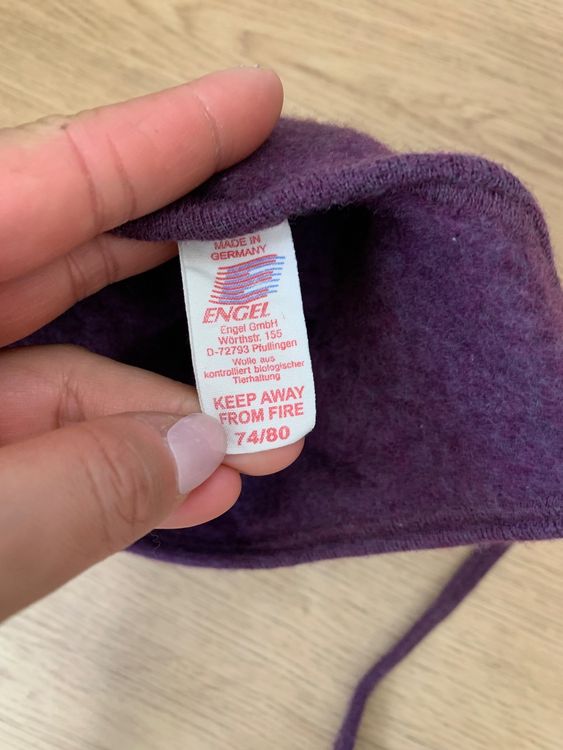 MADE IN
GERMANY
ENGEL
Engel GmbH
Wörthstr. 155
D-72793 Pfullingen
Wolle aus
kontrolliert biologischer
Tierhaltung
KEEP AWAY
FROM FIRE
74/80